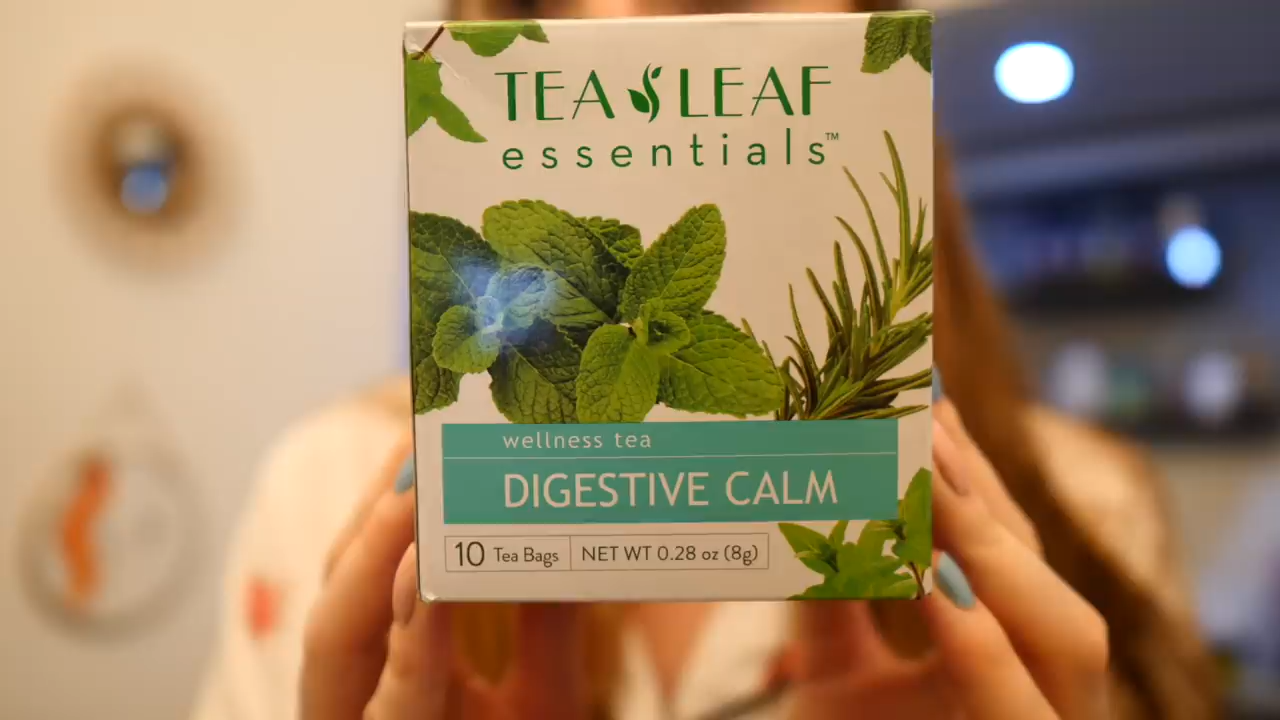 TEA LEAF
essentials™
wellness tea
DIGESTIVE CALM
10 Tea Bags NET WT 0.28 oz (8g)